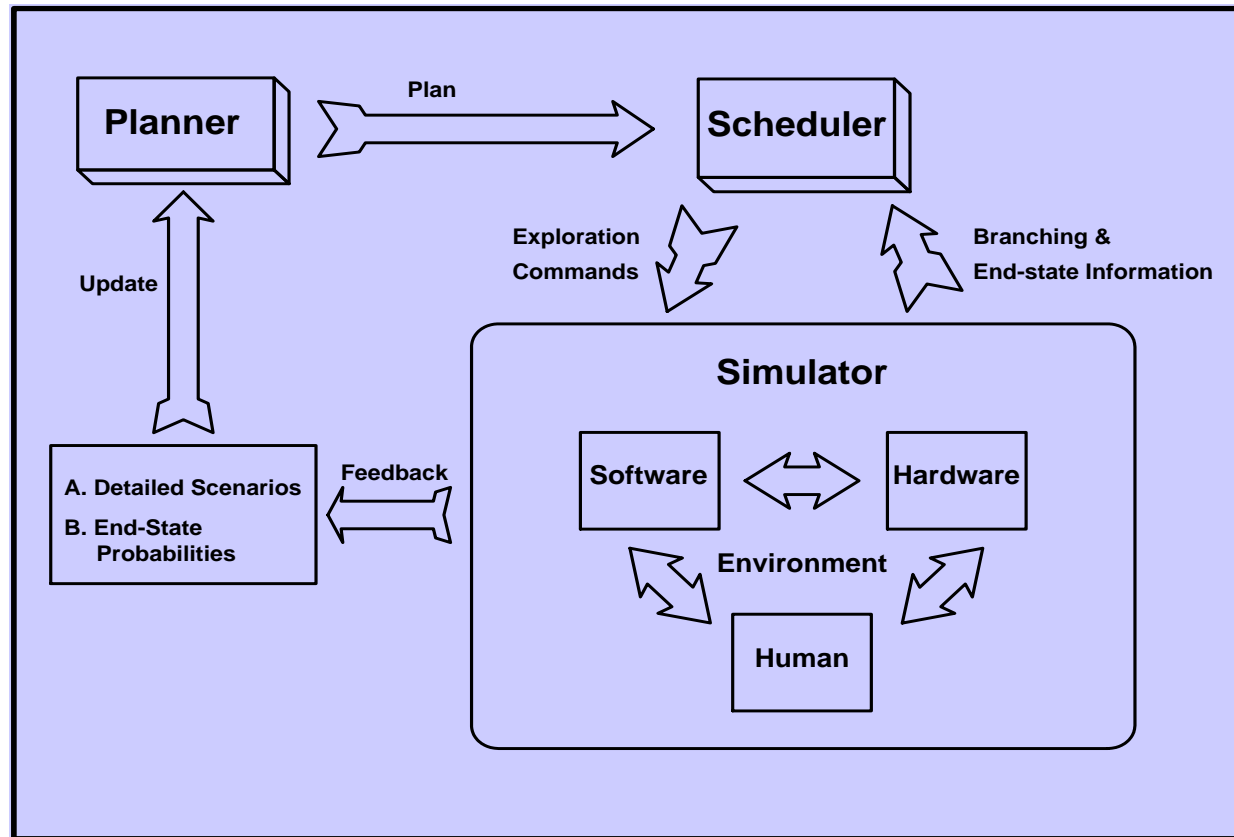 Plan
Planner
Scheduler
Exploration
Commands
Branching &
End-state Information
Update
Simulator
Feedback
A. Detailed Scenarios
B. End-State
Probabilities
Software
Hardware
Environment
Human